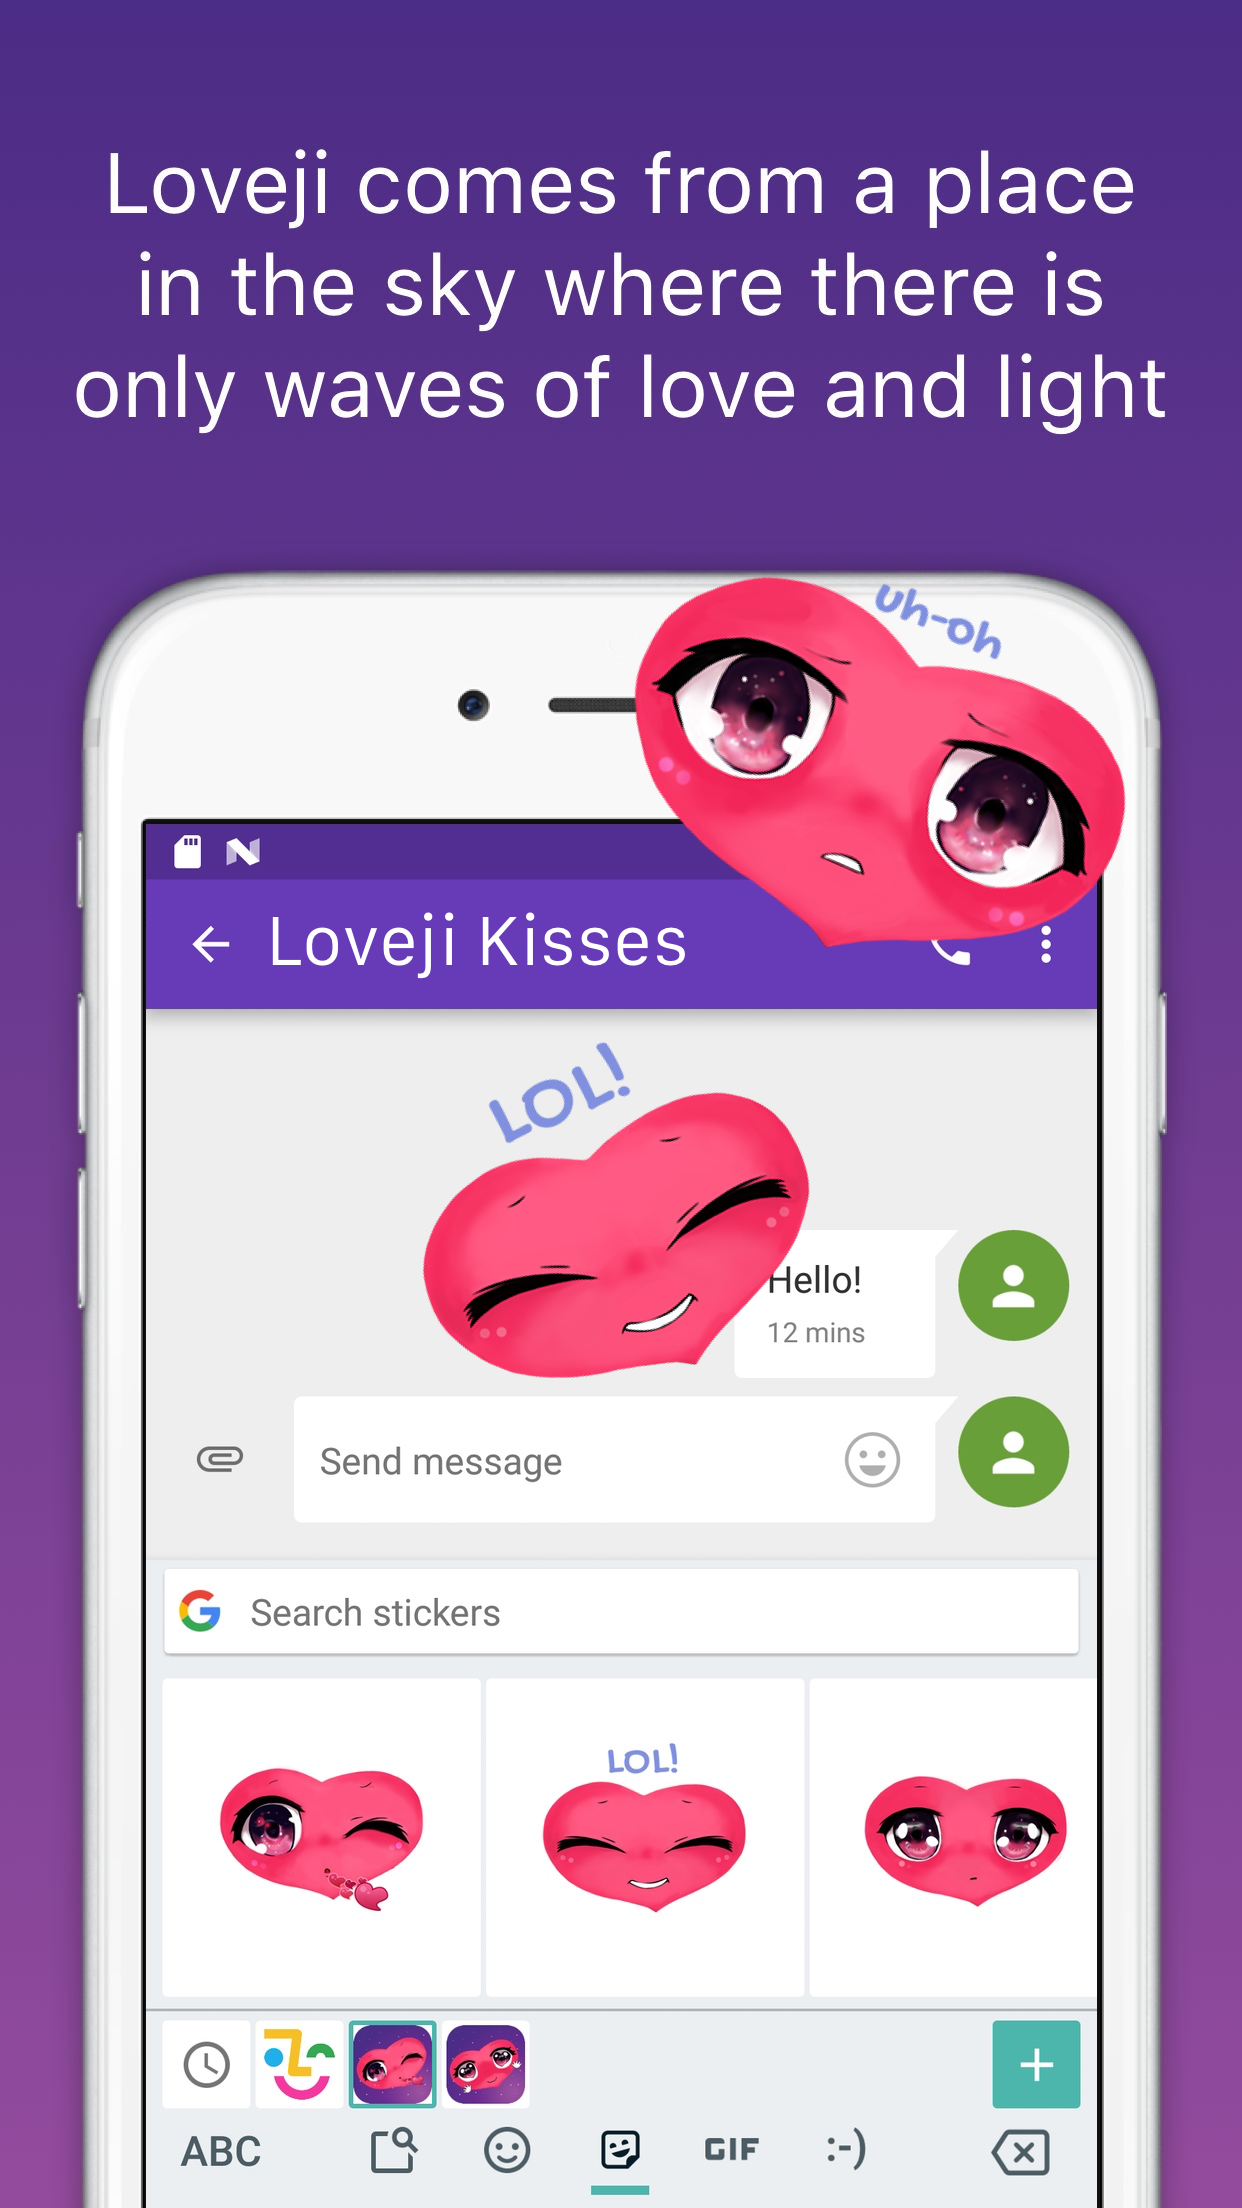 Loveji comes from a place
in the sky where there is
only waves of love and light
uh-oh
Loveji Kisses
LOL!
Hello!
12 mins
Send message
Search stickers
LOL!
ABC
GIF
:-)